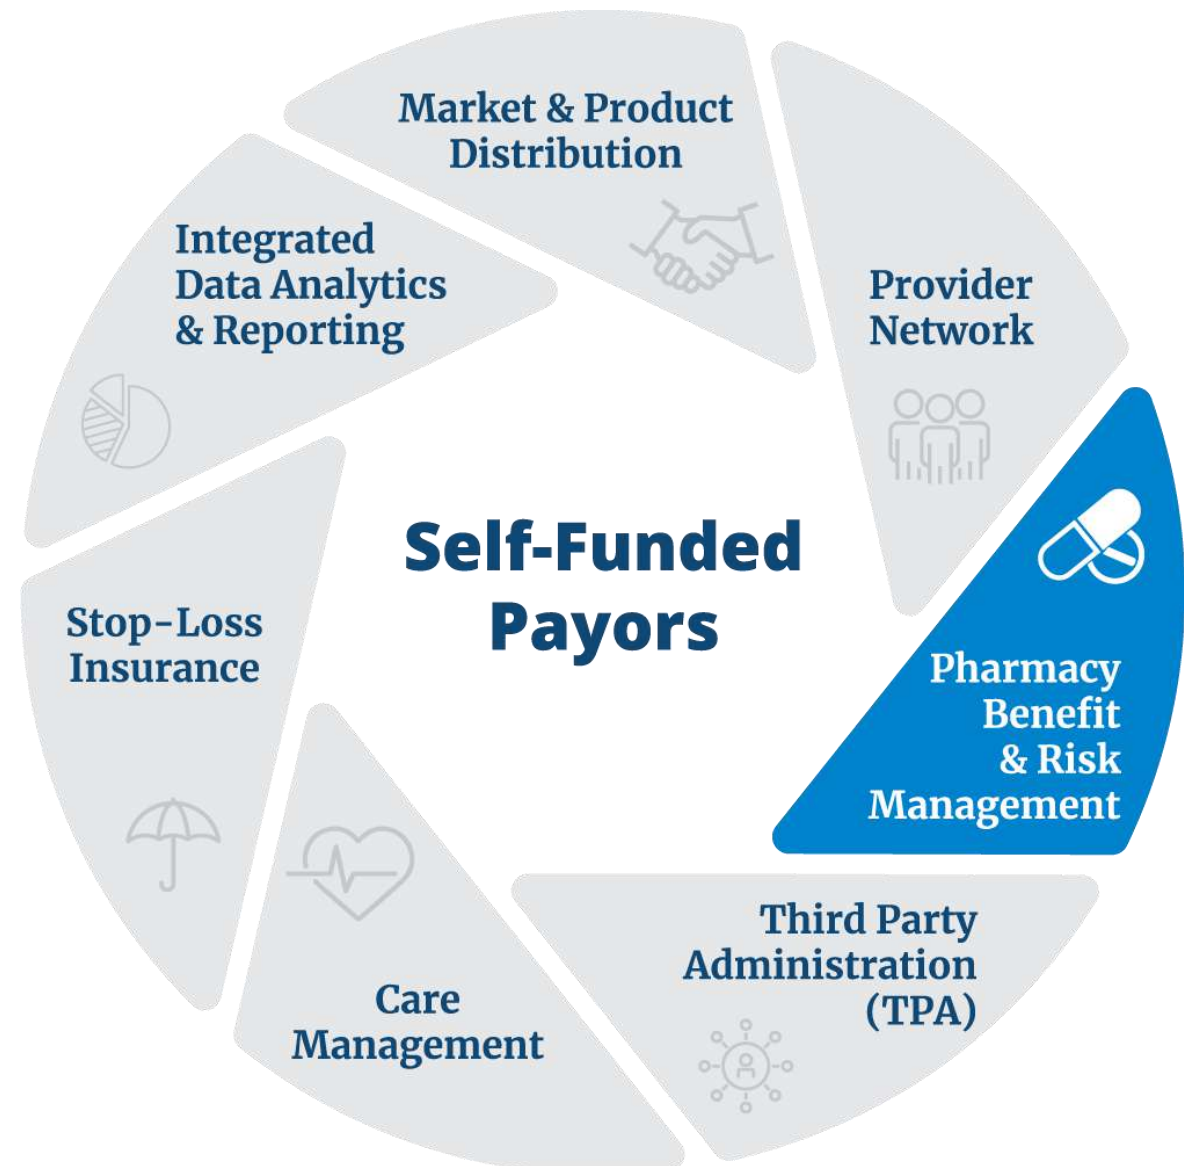 Market & Product
Distribution
Provider
Network
Pharmacy
Benefit
& Risk
Management
Third Party
Administration
(TPA)
Care
Management
Stop-Loss
Insurance
Integrated
Data Analytics
& Reporting
Self-Funded
Payors